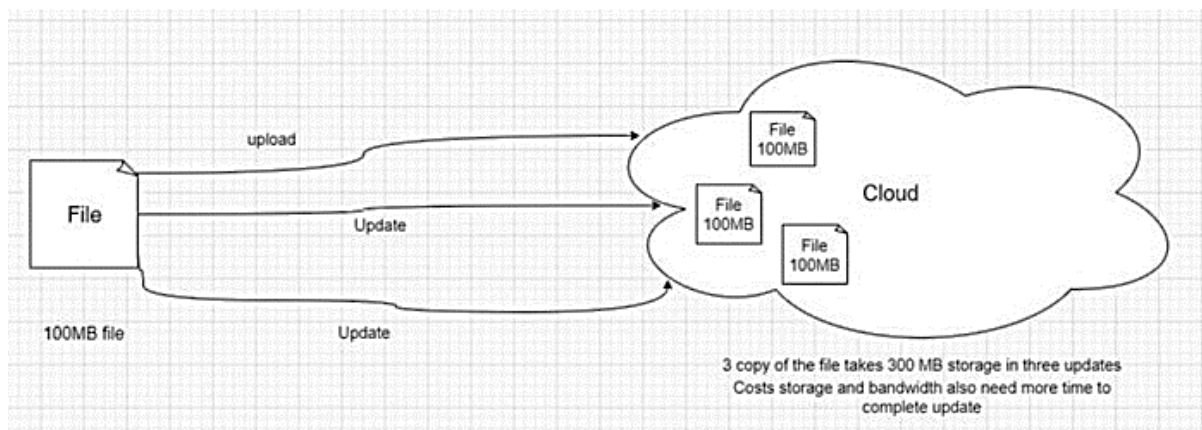 upload
File
Update
Update
100MB file
File
100MB
File
100MB
File
100MB
Cloud
3 copy of the file takes 300 MB storage in three updates
Costs storage and bandwidth also need more time to
complete update